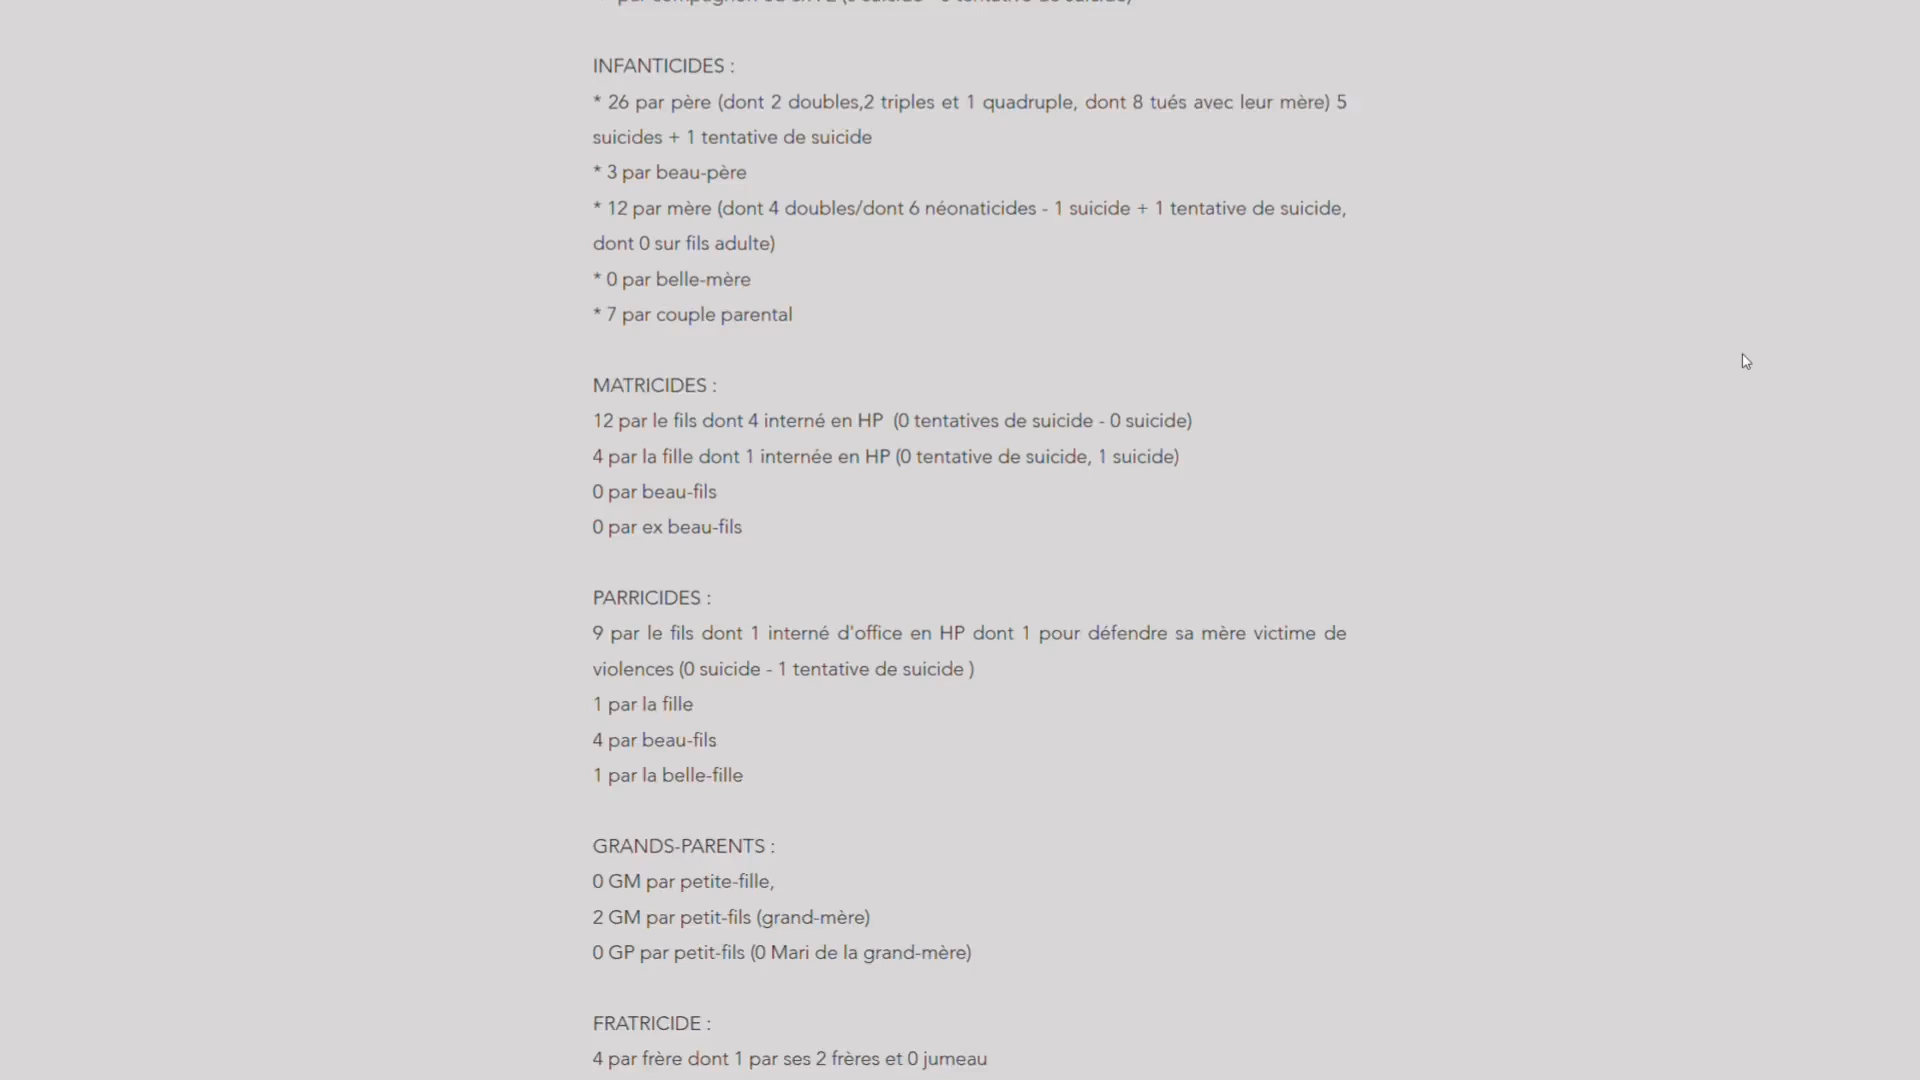 INFANTICIDES :
* 26 par père (dont 2 doubles,2 triples et 1 quadruple, dont 8 tués avec leur mère) 5
suicides + 1 tentative de suicide
* 3 par beau-père
* 12 par mère (dont 4 doubles/dont 6 néonaticides - 1 suicide + 1 tentative de suicide,
dont 0 sur fils adulte)
* 0 par belle-mère
* 7 par couple parental
MATRICIDES :
12 par le fils dont 4 interné en HP (0 tentatives de suicide - 0 suicide)
4 par la fille dont 1 internée en HP (0 tentative de suicide, 1 suicide)
0 par beau-fils
0 par ex beau-fils
PARRICIDES :
9 par le fils dont 1 interné d'office en HP dont 1 pour défendre sa mère victime de
violences (0 suicide - 1 tentative de suicide )
1 par la fille
4 par beau-fils
1 par la belle-fille
GRANDS-PARENTS :
0 GM par petite-fille,
2 GM par petit-fils (grand-mère)
0 GP par petit-fils (0 Mari de la grand-mère)
FRATRICIDE :
4 par frère dont 1 par ses 2 frères et 0 jumeau